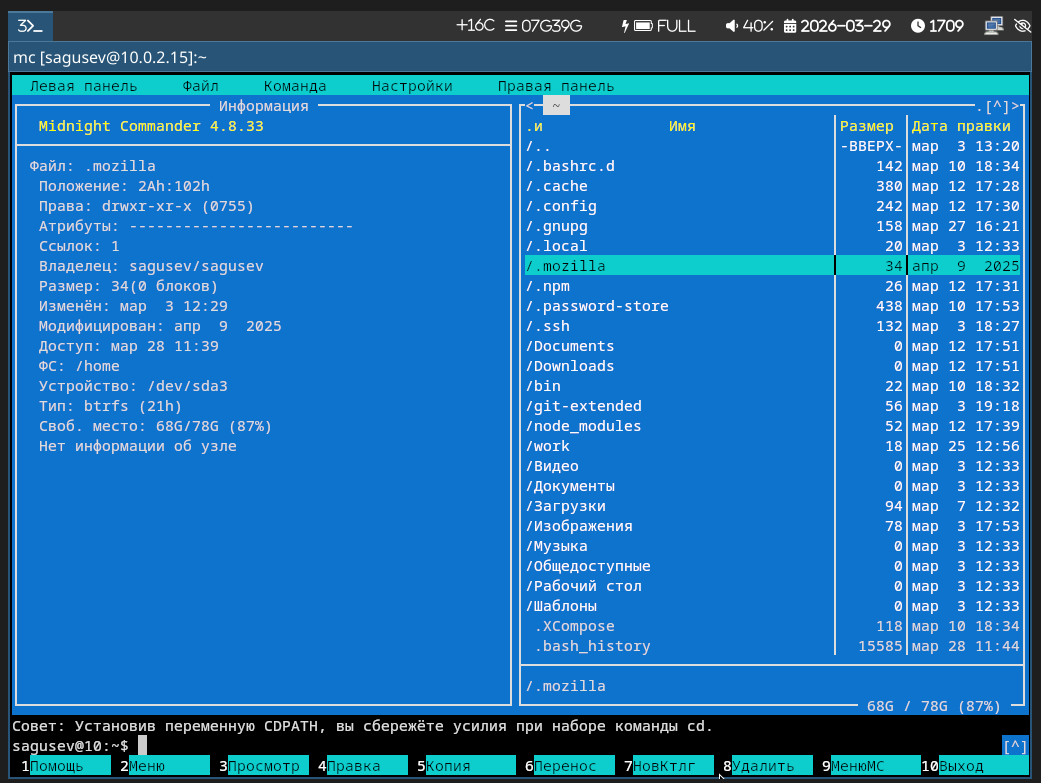 3>_ +16C 07G39G FULL 40% 2026-03-29 1709
mc [sagusev@10.0.2.15]:~
Левая панель Файл Команда Настройки Правая панель
Информация
Midnight Commander 4.8.33
Файл: .mozilla
Положение: 2Ah:102h
Права: drwxr-xr-x (0755)
Атрибуты: -------------------------
Ссылок: 1
Владелец: sagusev/sagusev
Размер: 34(0 блоков)
Изменён: мар 3 12:29
Модифицирован: апр 9 2025
Доступ: мар 28 11:39
ФС: /home
Устройство: /dev/sda3
Тип: btrfs (21h)
Своб. место: 68G/78G (87%)
Нет информации об узле
<- ~ .[^]>
.и Имя Размер Дата правки
/.. -ВВЕРХ- мар 3 13:20
/.bashrc.d 142 мар 10 18:34
/.cache 380 мар 12 17:28
/.config 242 мар 12 17:30
/.gnupg 158 мар 27 16:21
/.local 20 мар 3 12:33
/.mozilla 34 апр 9 2025
/.npm 26 мар 12 17:31
/.password-store 438 мар 10 17:53
/.ssh 132 мар 3 18:27
/Documents 0 мар 12 17:51
/Downloads 0 мар 12 17:51
/bin 22 мар 10 18:32
/git-extended 56 мар 3 19:18
/node_modules 52 мар 12 17:39
/work 18 мар 25 12:56
/Видео 0 мар 3 12:33
/Документы 0 мар 3 12:33
/Загрузки 94 мар 7 12:32
/Изображения 78 мар 3 17:53
/Музыка 0 мар 3 12:33
/Общедоступные 0 мар 3 12:33
/Рабочий стол 0 мар 3 12:33
/Шаблоны 0 мар 3 12:33
.XCompose 118 мар 10 18:34
.bash_history 15585 мар 28 11:44
/.mozilla
68G / 78G (87%)
Совет: Установив переменную CDPATH, вы сбережёте усилия при наборе команды cd.
sagusev@10:~$ [^]
1Помощь 2Меню 3Просмотр 4Правка 5Копия 6Перенос 7НовКтлг 8Удалить 9МенюMC 10Выход